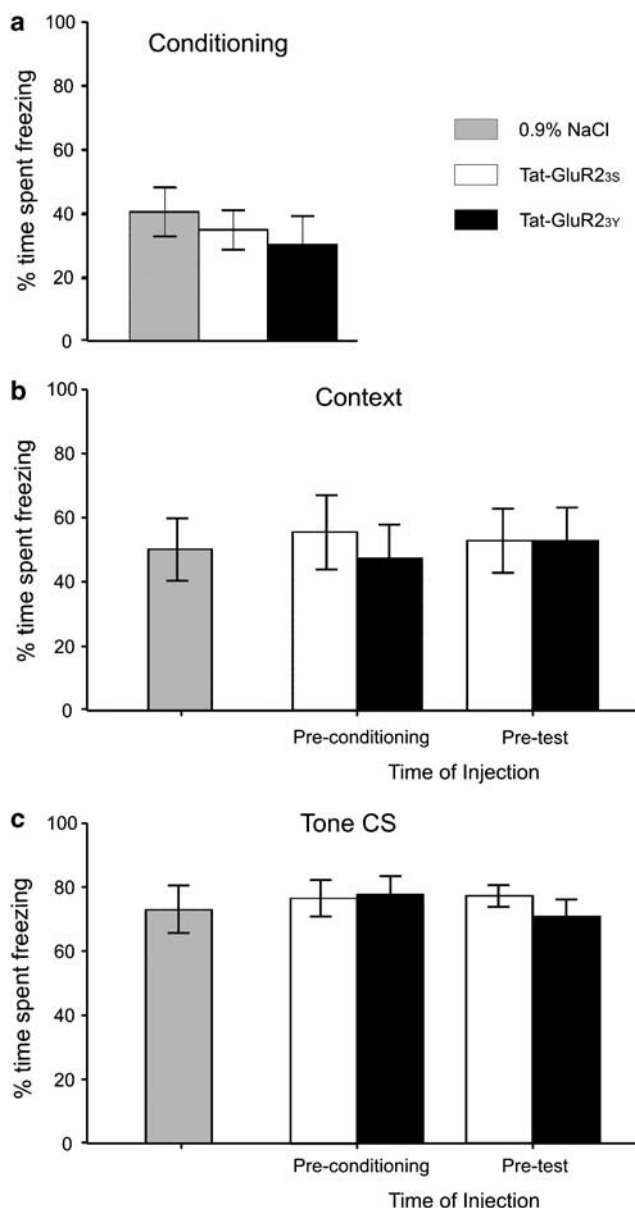 a
Conditioning
% time spent freezing
100
80
60
40
20
0
0.9% NaCl
Tat-GluR23S
Tat-GluR23Y
b
Context
% time spent freezing
100
80
60
40
20
0
Pre-conditioning Pre-test
Time of Injection
c
Tone CS
% time spent freezing
100
80
60
40
20
0
Pre-conditioning Pre-test
Time of Injection